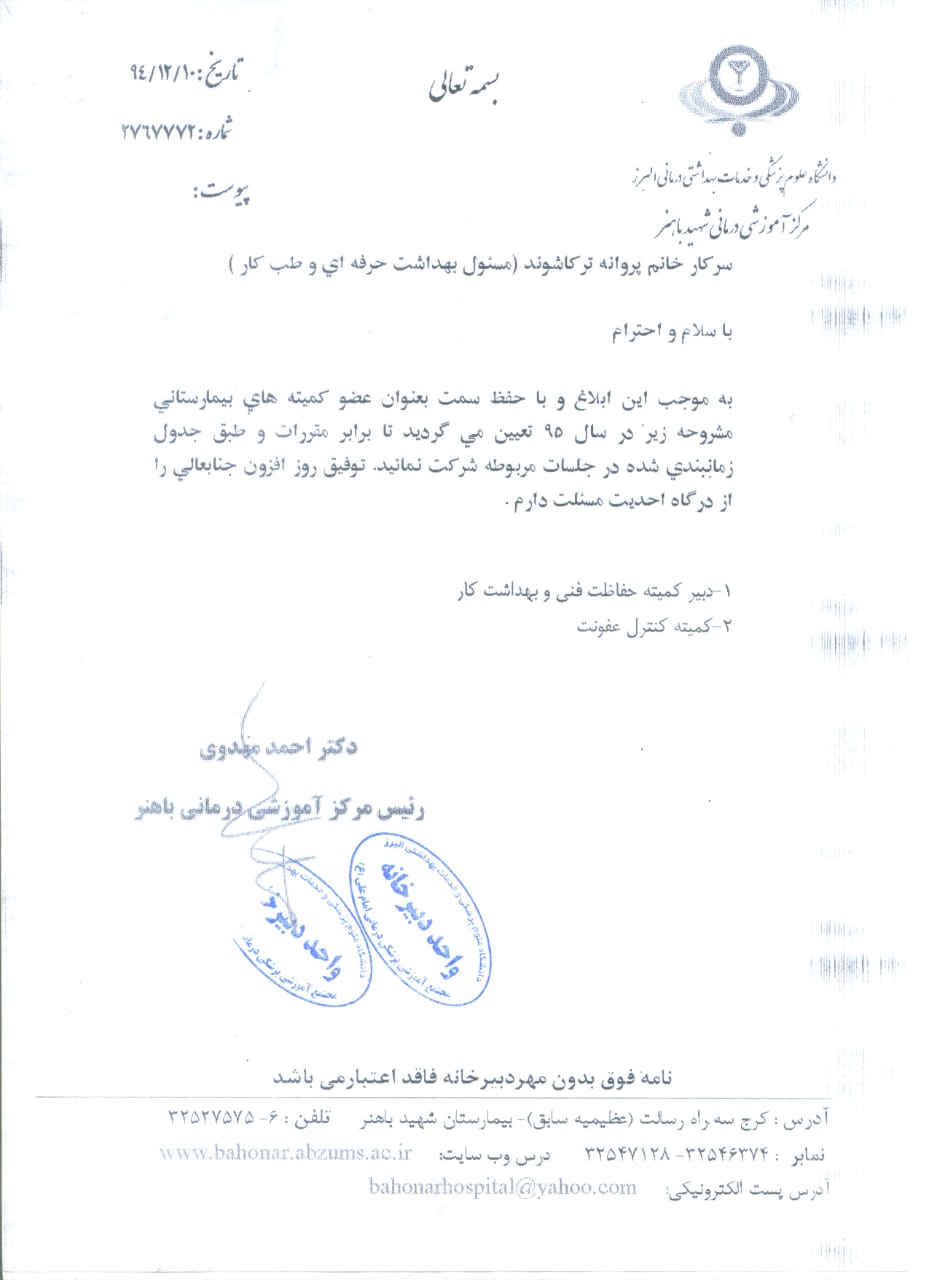 بسمه تعالی
تاریخ: ۹۴/۱۲/۱۰
شماره: ۲۷۶۷۷۷۲
پیوست:
دانشگاه علوم پزشکی و خدمات بهداشتی درمانی البرز
مرکز آموزشی درمانی شهید باهنر
سرکار خانم پروانه ترکاشوند (مسئول بهداشت حرفه اي و طب کار )
با سلام و احترام
به موجب این ابلاغ و با حفظ سمت بعنوان عضو کمیته هاي بیمارستاني
مشروحه زیر در سال ۹۵ تعیین مي گردید تا برابر مقررات و طبق جدول
زمانبندي شده در جلسات مربوطه شرکت نمائید. توفیق روز افزون جنابعالي را
از درگاه احدیت مسئلت دارم .
۱-دبیر کمیته حفاظت فنی و بهداشت کار
۲-کمیته کنترل عفونت
دکتر احمد مهدوی
رئیس مرکز آموزشی درمانی باهنر
دانشگاه علوم پزشکی و خدمات بهداشتی البرز
واحد دبیرخانه
مجتمع آموزشی پزشکی درمانی امام علی (ع)
دانشگاه علوم پزشکی و خدمات بهد
واحد دبیرخ
مجتمع آموزشی پزشکی درمان
نامه فوق بدون مهردبیرخانه فاقد اعتبارمی باشد
آدرس : کرج سه راه رسالت (عظیمیه سابق)- بیمارستان شهید باهنر تلفن : ۶- ۳۲۵۲۷۵۷۵
نمابر : ۳۲۵۴۶۳۷۴- ۳۲۵۴۷۱۲۸ درس وب سایت: www.bahonar.abzums.ac.ir
آدرس پست الکترونیکی: bahonarhospital@yahoo.com